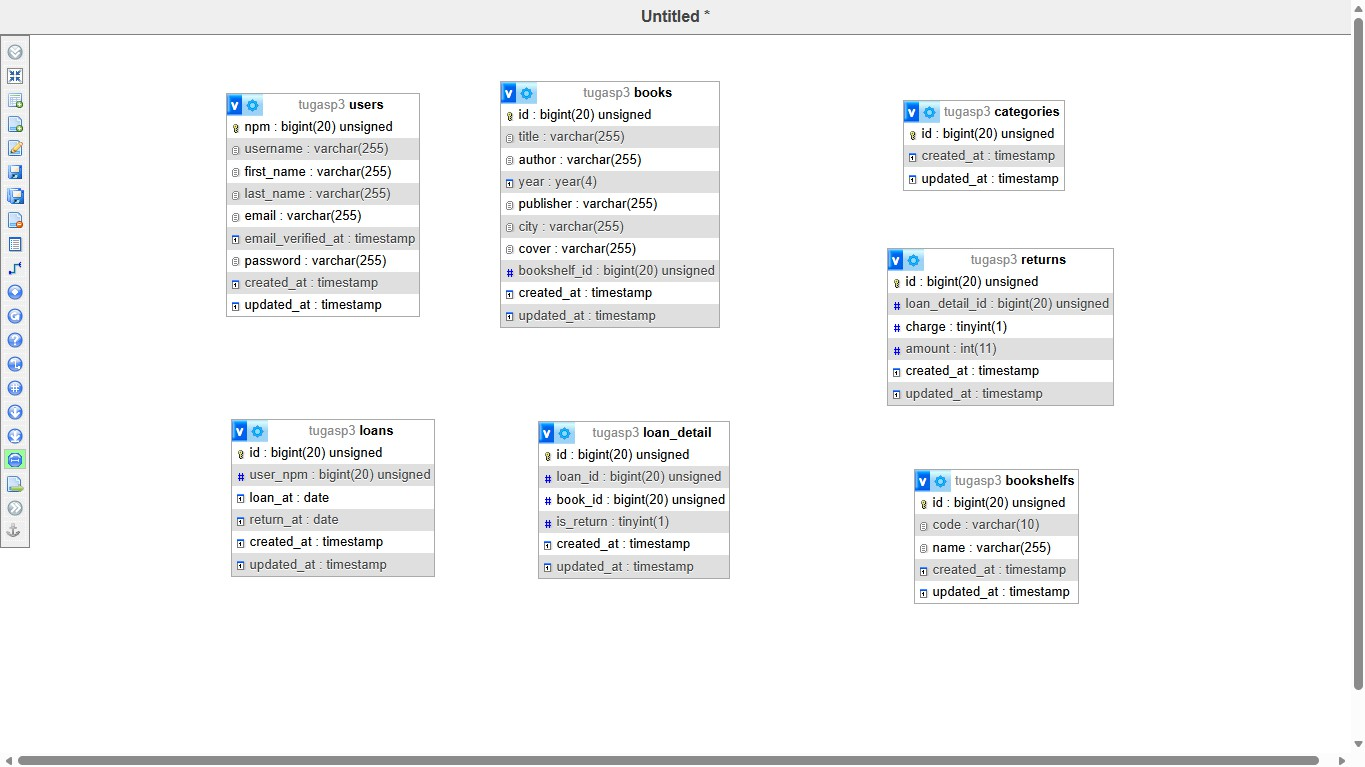 Untitled *
tugasp3 users
npm : bigint(20) unsigned
username : varchar(255)
first_name : varchar(255)
last_name : varchar(255)
email : varchar(255)
email_verified_at : timestamp
password : varchar(255)
created_at : timestamp
updated_at : timestamp
tugasp3 books
id : bigint(20) unsigned
title : varchar(255)
author : varchar(255)
year : year(4)
publisher : varchar(255)
city : varchar(255)
cover : varchar(255)
bookshelf_id : bigint(20) unsigned
created_at : timestamp
updated_at : timestamp
tugasp3 categories
id : bigint(20) unsigned
created_at : timestamp
updated_at : timestamp
tugasp3 returns
id : bigint(20) unsigned
loan_detail_id : bigint(20) unsigned
charge : tinyint(1)
amount : int(11)
created_at : timestamp
updated_at : timestamp
tugasp3 loans
id : bigint(20) unsigned
user_npm : bigint(20) unsigned
loan_at : date
return_at : date
created_at : timestamp
updated_at : timestamp
tugasp3 loan_detail
id : bigint(20) unsigned
loan_id : bigint(20) unsigned
book_id : bigint(20) unsigned
is_return : tinyint(1)
created_at : timestamp
updated_at : timestamp
tugasp3 bookshelfs
id : bigint(20) unsigned
code : varchar(10)
name : varchar(255)
created_at : timestamp
updated_at : timestamp